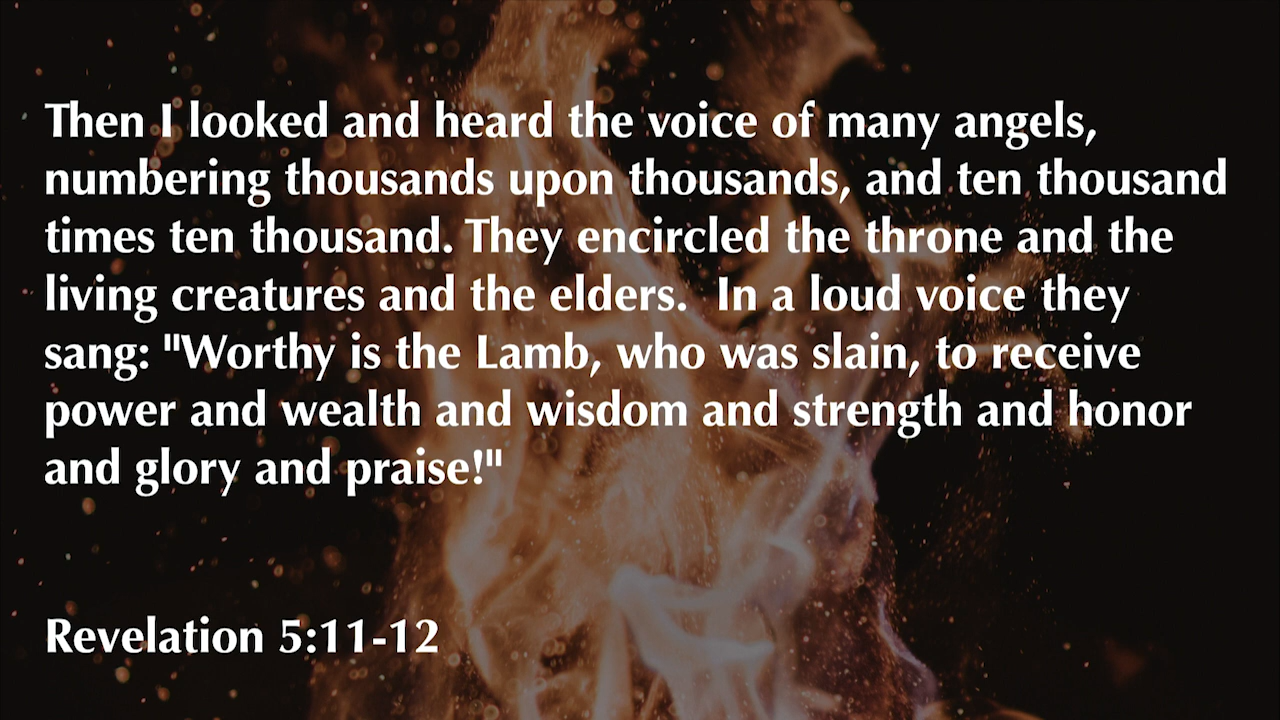 Then I looked and heard the voice of many angels,
numbering thousands upon thousands, and ten thousand
times ten thousand. They encircled the throne and the
living creatures and the elders.  In a loud voice they
sang: "Worthy is the Lamb, who was slain, to receive
power and wealth and wisdom and strength and honor
and glory and praise!"
Revelation 5:11-12